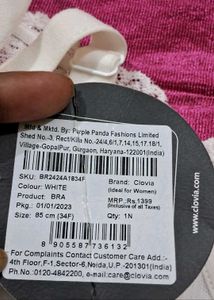 Mfd & Mktd. By: Purple Panda Fashions Limited
Shed No.-3, Rect/Killa No.-24/4,6/1,7,14,15,17,18/1,
Village-GopalPur, Gurgaon, Haryana-122001(India)
SKU: BR2424A1834F
Brand: Clovia
Colour: WHITE
(Ideal for Women)
Product: BRA
MRP:Rs.1399
PKD: 01/01/2023
(Inclusive of all Taxes)
Size: 85 cm (34F)
Qty: 1N
8 905587 736132
For Complaints Contact Customer Care Add:-
4th Floor, F-1,Sector-6,Noida,U.P.-201301(India)
Ph No.:0120-4842200, e-mail:care@clovia.com
www.clovia.com